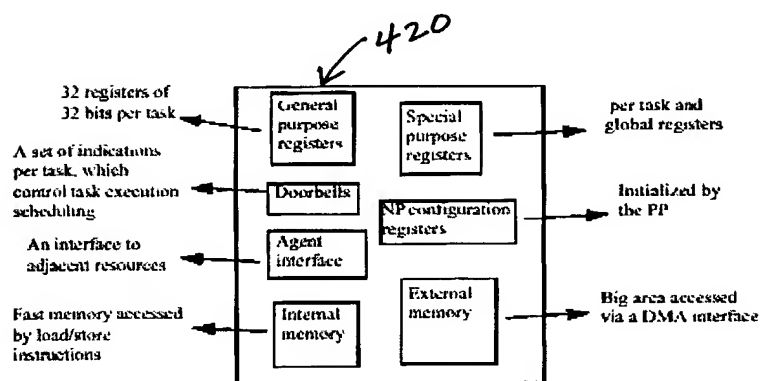 420
32 registers of
32 bits per task
General
purpose
registers
Special
purpose
registers
per task and
global registers
A set of indications
per task, which
control task execution
scheduling
Doorbells
NP configuration
registers
Initialized by
the PP
An interface to
adjacent resources
Agent
interface
Fast memory accessed
by load/store
instructions
Internal
memory
External
memory
Big area accessed
via a DMA interface